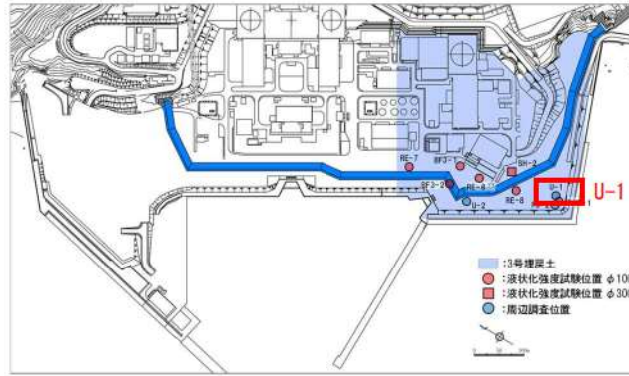 RE-7
BF3-1
SH-2
BF3-2
RE-6
RE-8
U-1
U-1
U-2
:3号埋戻土
:液状化強度試験位置 φ100
:液状化強度試験位置 φ300
:周辺調査位置